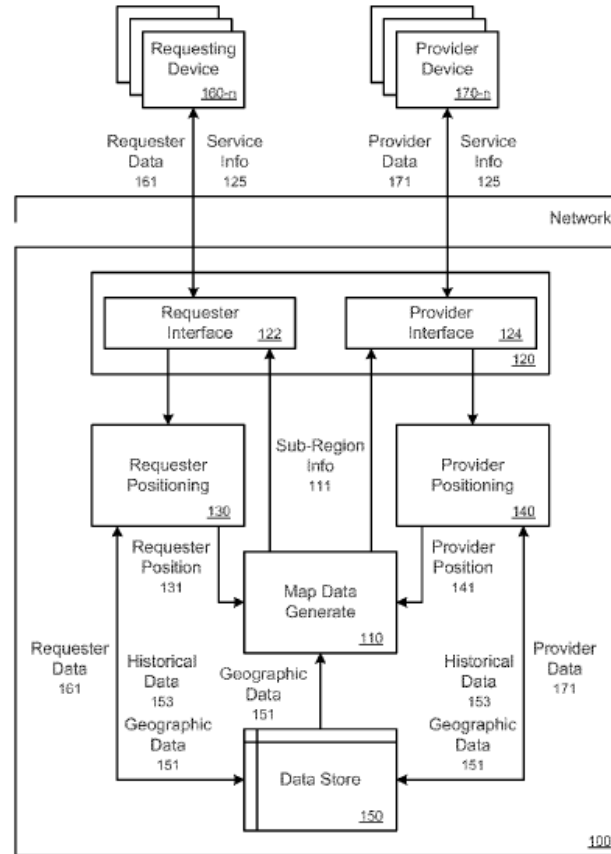 Requesting
Device
160-n
Provider
Device
170-n
Requester
Data
161
Service
Info
125
Provider
Data
171
Service
Info
125
Network
Requester
Interface
122
Provider
Interface
124
120
Requester
Positioning
130
Sub-Region
Info
111
Provider
Positioning
140
Requester
Position
131
Map Data
Generate
110
Provider
Position
141
Requester
Data
161
Historical Data
153
Geographic
Data
151
Geographic
Data
151
Historical Data
153
Geographic
Data
151
Provider
Data
171
Data Store
150
100